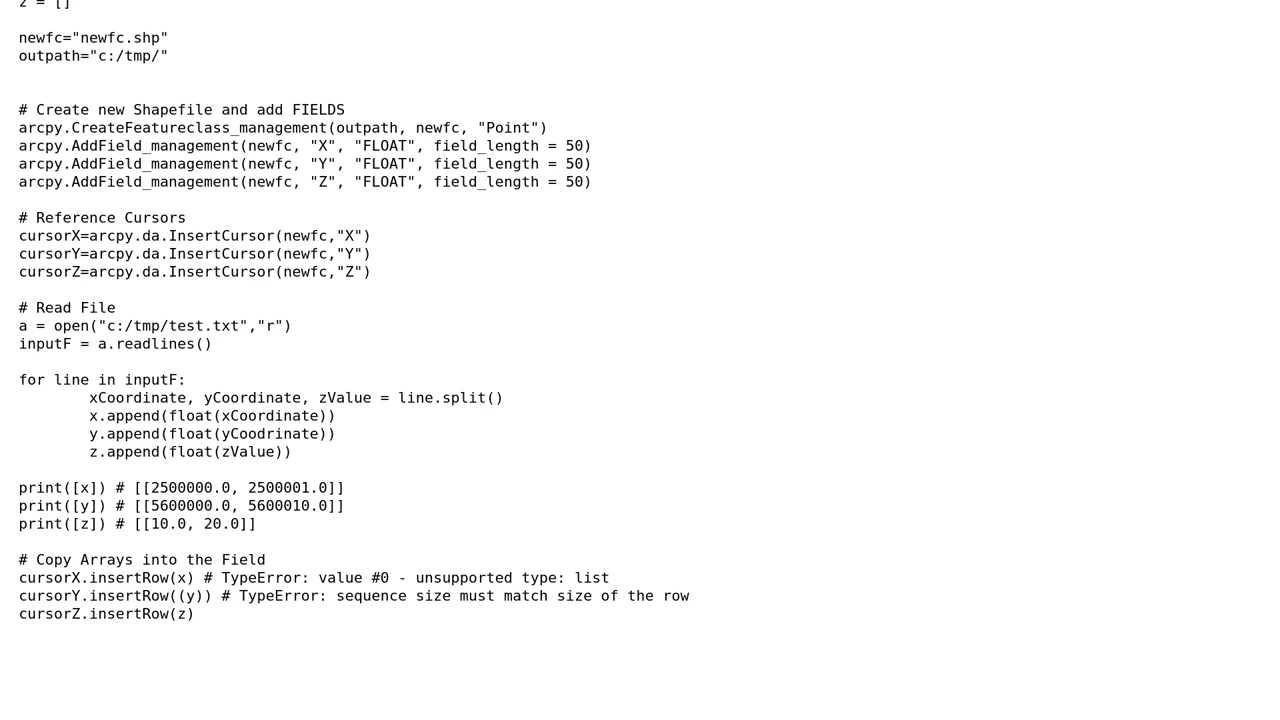 z = []
newfc="newfc.shp"
outpath="c:/tmp/"
# Create new Shapefile and add FIELDS
arcpy.CreateFeatureclass_management(outpath, newfc, "Point")
arcpy.AddField_management(newfc, "X", "FLOAT", field_length = 50)
arcpy.AddField_management(newfc, "Y", "FLOAT", field_length = 50)
arcpy.AddField_management(newfc, "Z", "FLOAT", field_length = 50)
# Reference Cursors
cursorX=arcpy.da.InsertCursor(newfc,"X")
cursorY=arcpy.da.InsertCursor(newfc,"Y")
cursorZ=arcpy.da.InsertCursor(newfc,"Z")
# Read File
a = open("c:/tmp/test.txt","r")
inputF = a.readlines()
for line in inputF:
        xCoordinate, yCoordinate, zValue = line.split()
        x.append(float(xCoordinate))
        y.append(float(yCoodrinate))
        z.append(float(zValue))
print([x]) # [[2500000.0, 2500001.0]]
print([y]) # [[5600000.0, 5600010.0]]
print([z]) # [[10.0, 20.0]]
# Copy Arrays into the Field
cursorX.insertRow(x) # TypeError: value #0 - unsupported type: list
cursorY.insertRow((y)) # TypeError: sequence size must match size of the row
cursorZ.insertRow(z)